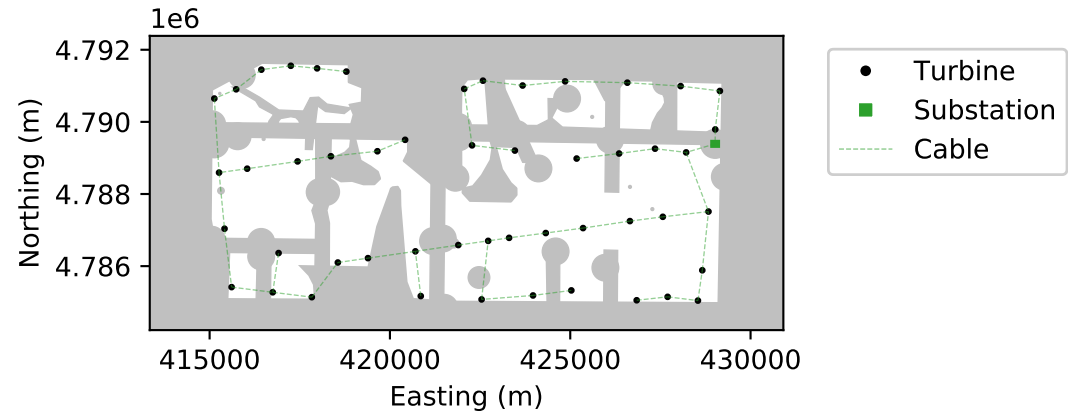 1e6
4.792
4.790
4.788
4.786
Northing (m)
415000 420000 425000 430000
Easting (m)
Turbine
Substation
Cable